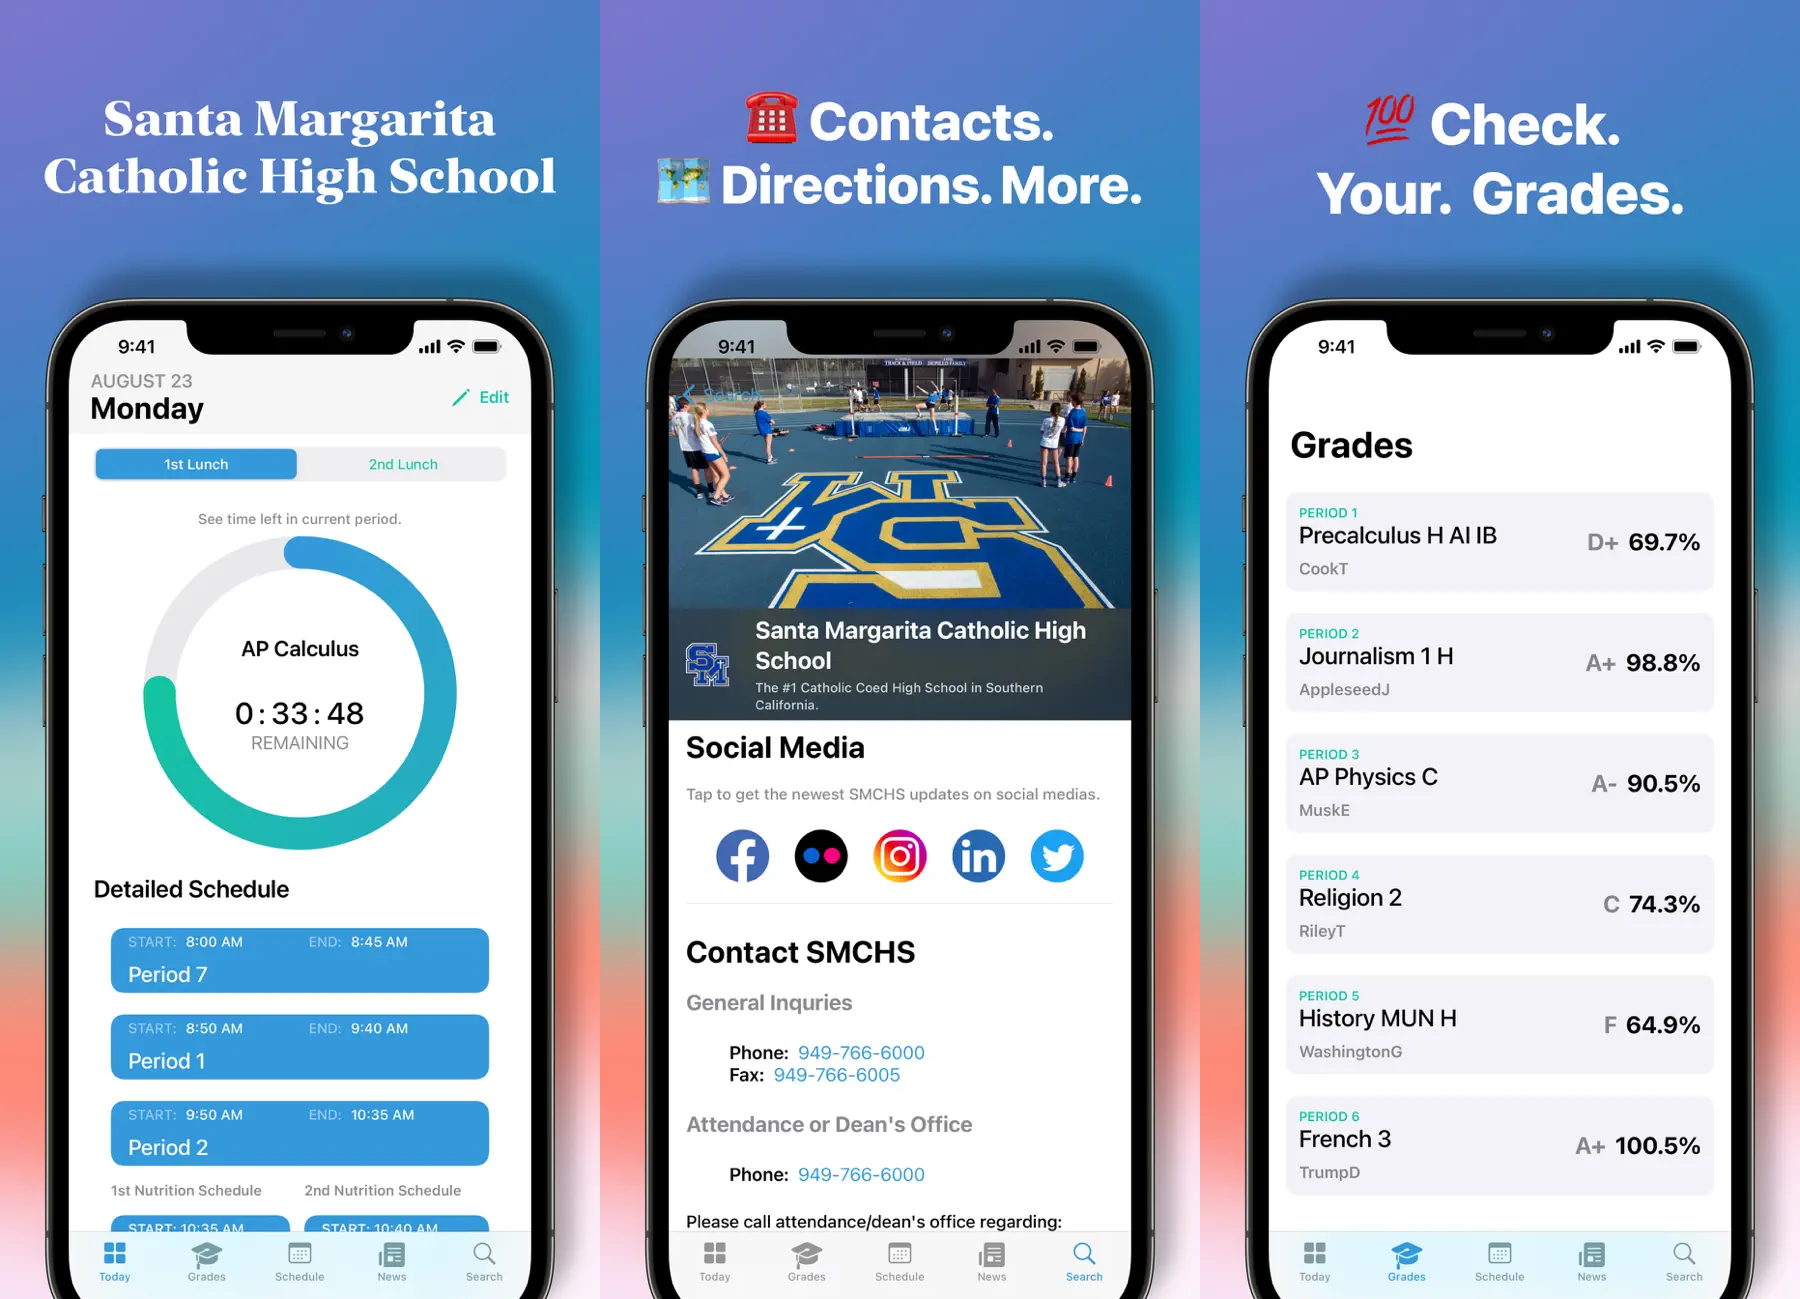 Santa Margarita
Catholic High School
9:41
AUGUST 23
Monday
Edit
1st Lunch
2nd Lunch
See time left in current period.
AP Calculus
0:33:48
REMAINING
Detailed Schedule
START: 8:00 AM END: 8:45 AM
Period 7
START: 8:50 AM END: 9:40 AM
Period 1
START: 9:50 AM END: 10:35 AM
Period 2
1st Nutrition Schedule
2nd Nutrition Schedule
START: 10:35 AM
START: 10:40 AM
Today
Grades
Schedule
News
Search
Contacts.
Directions. More.
9:41
TRACK & FIELD
Search
Santa Margarita Catholic High
School
The #1 Catholic Coed High School in Southern
California.
Social Media
Tap to get the newest SMCHS updates on social medias.
Contact SMCHS
General Inquries
Phone: 949-766-6000
Fax: 949-766-6005
Attendance or Dean's Office
Phone: 949-766-6000
Please call attendance/dean's office regarding:
Today
Grades
Schedule
News
Search
100 Check.
Your. Grades.
9:41
Grades
PERIOD 1
Precalculus H AI IB
CookT
D+ 69.7%
PERIOD 2
Journalism 1 H
AppleseedJ
A+ 98.8%
PERIOD 3
AP Physics C
MuskE
A- 90.5%
PERIOD 4
Religion 2
RileyT
C 74.3%
PERIOD 5
History MUN H
WashingtonG
F 64.9%
PERIOD 6
French 3
TrumpD
A+ 100.5%
Today
Grades
Schedule
News
Search